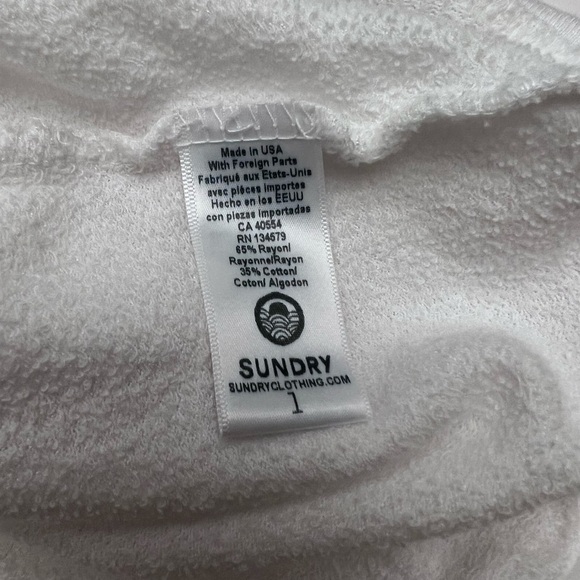 Made in USA
With Foreign Parts
Fabriqué aux Etats-Unis
avec pièces importes
Hecho en los EEUU
con piezas importadas
CA 40554
RN 134579
65% Rayon/
Rayonne/Rayon
35% Cotton/
Coton/ Algodon
SUNDRY
SUNDRYCLOTHING.COM
1